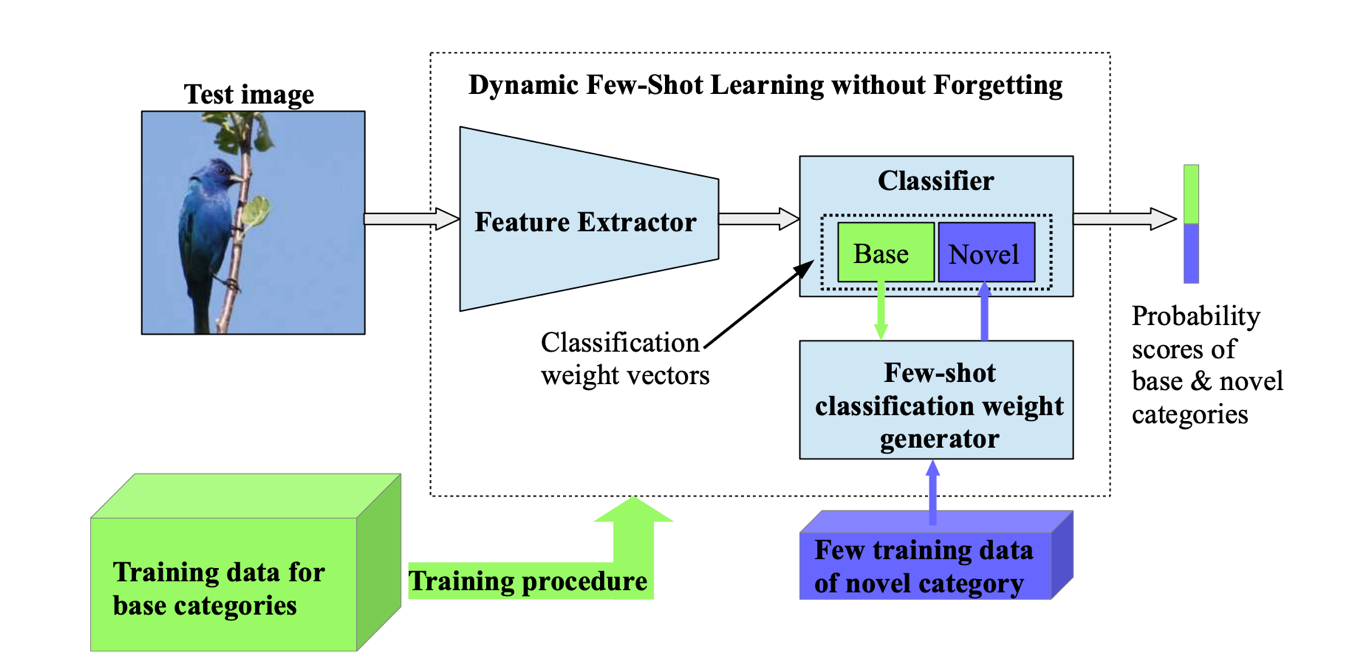 Dynamic Few-Shot Learning without Forgetting
Test image
Feature Extractor
Classifier
Base
Novel
Classification
weight vectors
Few-shot
classification weight
generator
Probability
scores of
base & novel
categories
Training data for
base categories
Training procedure
Few training data
of novel category